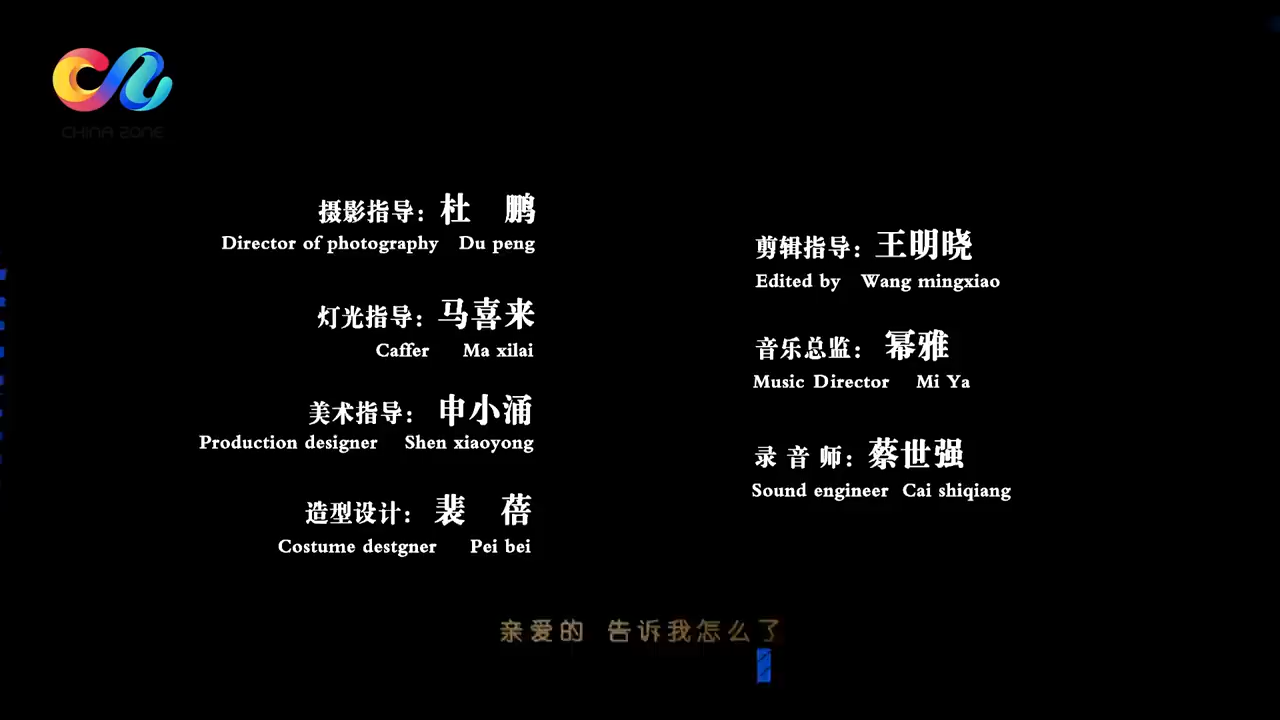 CHINA ZONE
摄影指导：杜 鹏
Director of photography Du peng
灯光指导：马喜来
Caffer Ma xilai
美术指导：申小涌
Production designer Shen xiaoyong
造型设计：裴 蓓
Costume destgner Pei bei
剪辑指导：王明晓
Edited by Wang mingxiao
音乐总监：幂雅
Music Director Mi Ya
录 音 师：蔡世强
Sound engineer Cai shiqiang
亲爱的 告诉我怎么了